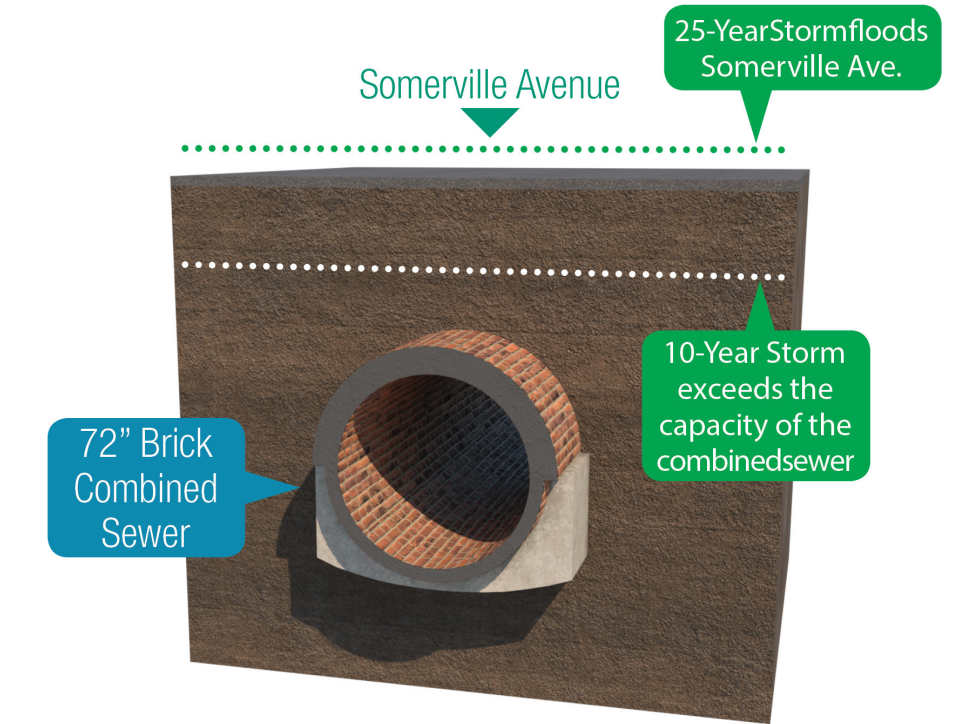 25-YearStormfloods
Somerville Ave.
Somerville Avenue
10-Year Storm
exceeds the
capacity of the
combinedsewer
72” Brick
Combined
Sewer